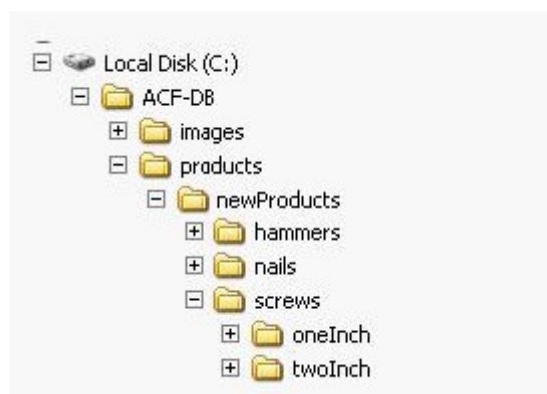 Local Disk (C:)
ACF-DB
images
products
newProducts
hammers
nails
screws
oneInch
twoInch